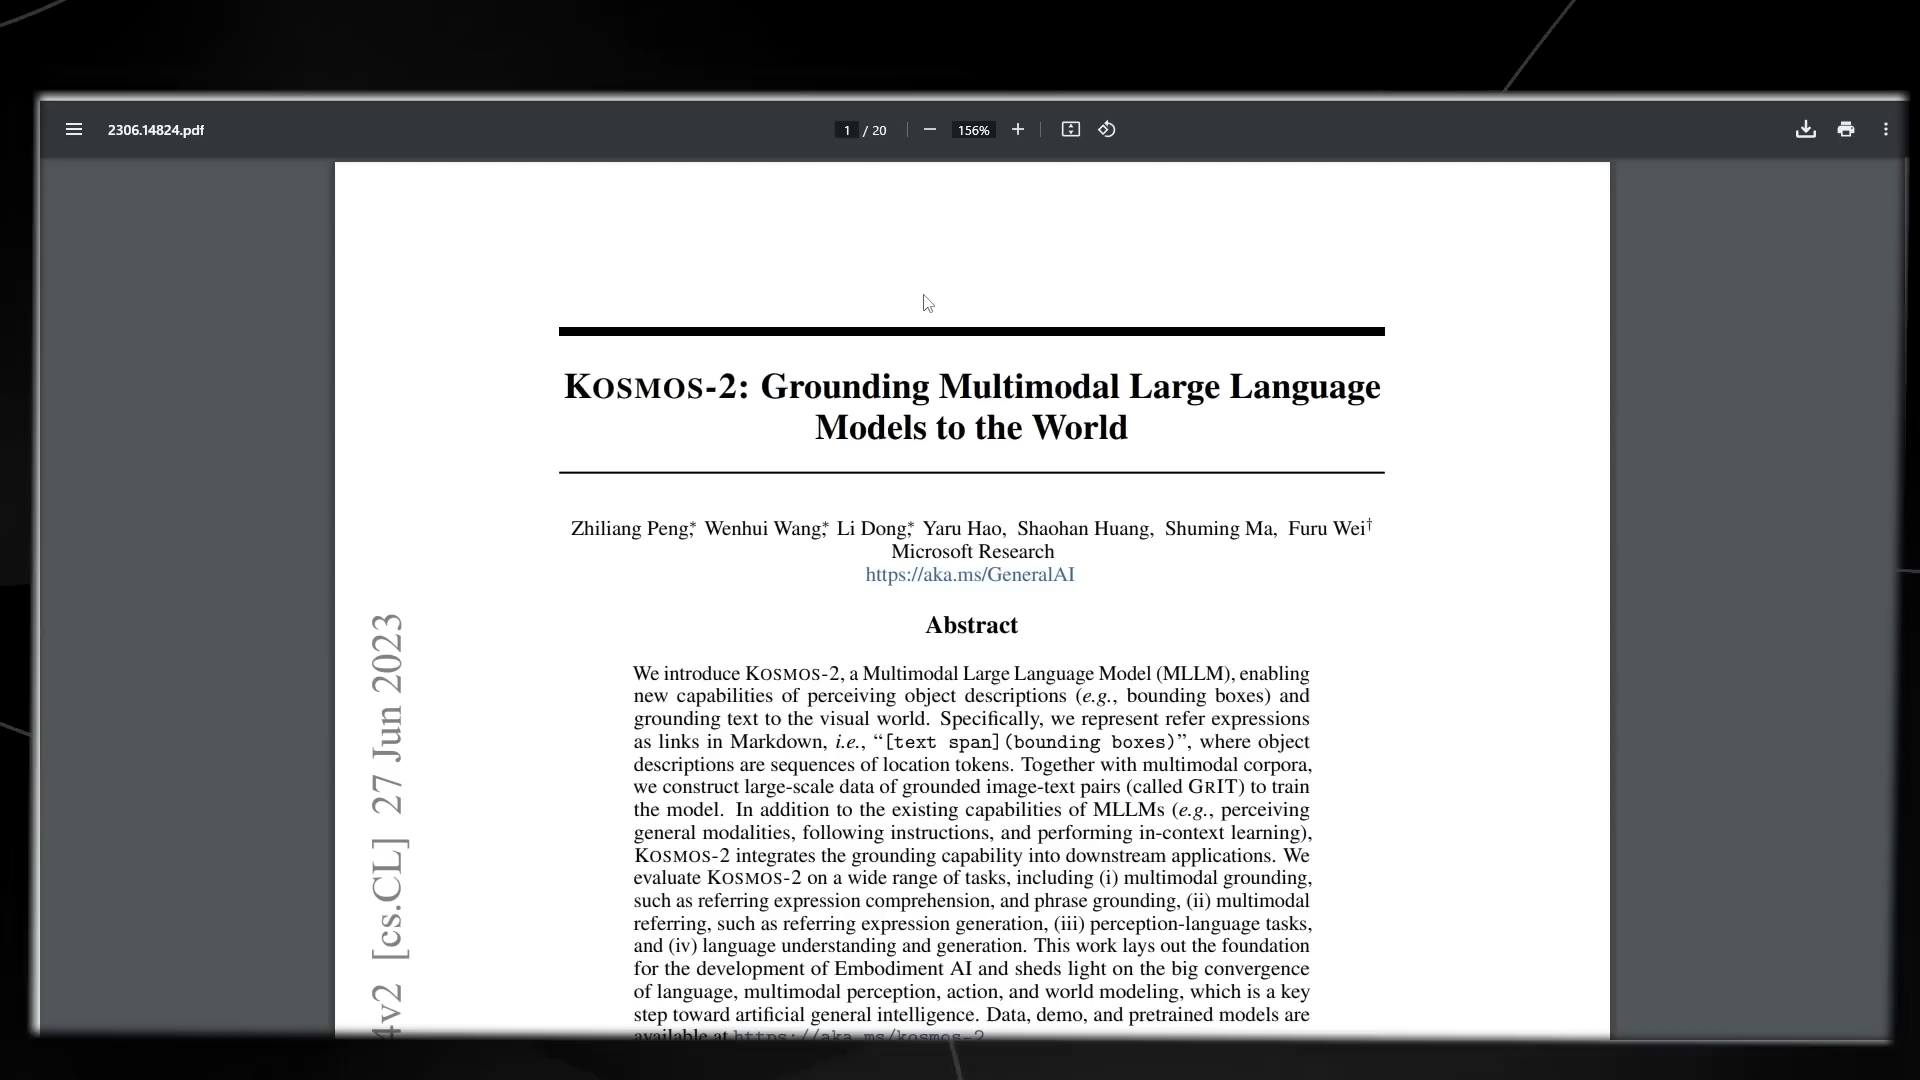 2306.14824.pdf
1 / 20
156%
KOSMOS-2: Grounding Multimodal Large Language
Models to the World
Zhiliang Peng*, Wenhui Wang*, Li Dong*, Yaru Hao, Shaohan Huang, Shuming Ma, Furu Wei†
Microsoft Research
https://aka.ms/GeneralAI
Abstract
We introduce KOSMOS-2, a Multimodal Large Language Model (MLLM), enabling
new capabilities of perceiving object descriptions (e.g., bounding boxes) and
grounding text to the visual world. Specifically, we represent refer expressions
as links in Markdown, i.e., “[text span](bounding boxes)”, where object
descriptions are sequences of location tokens. Together with multimodal corpora,
we construct large-scale data of grounded image-text pairs (called GRIT) to train
the model. In addition to the existing capabilities of MLLMs (e.g., perceiving
general modalities, following instructions, and performing in-context learning),
KOSMOS-2 integrates the grounding capability into downstream applications. We
evaluate KOSMOS-2 on a wide range of tasks, including (i) multimodal grounding,
such as referring expression comprehension, and phrase grounding, (ii) multimodal
referring, such as referring expression generation, (iii) perception-language tasks,
and (iv) language understanding and generation. This work lays out the foundation
for the development of Embodiment AI and sheds light on the big convergence
of language, multimodal perception, action, and world modeling, which is a key
step toward artificial general intelligence. Data, demo, and pretrained models are
available at https://aka.ms/kosmos-2
4v2 [cs.CL] 27 Jun 2023